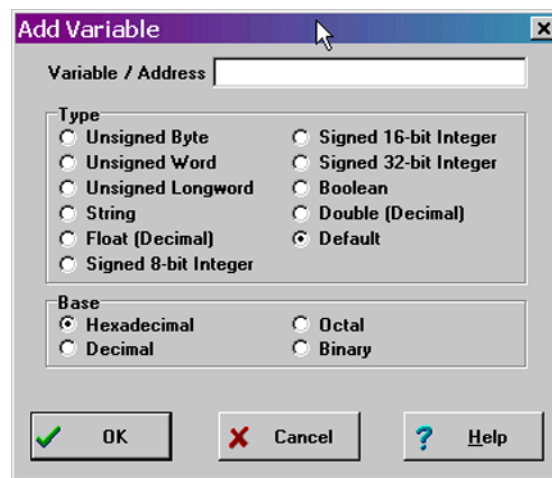 Add Variable
Variable / Address
Type
Unsigned Byte
Unsigned Word
Unsigned Longword
String
Float (Decimal)
Signed 8-bit Integer
Signed 16-bit Integer
Signed 32-bit Integer
Boolean
Double (Decimal)
Default
Base
Hexadecimal
Decimal
Octal
Binary
OK
Cancel
Help